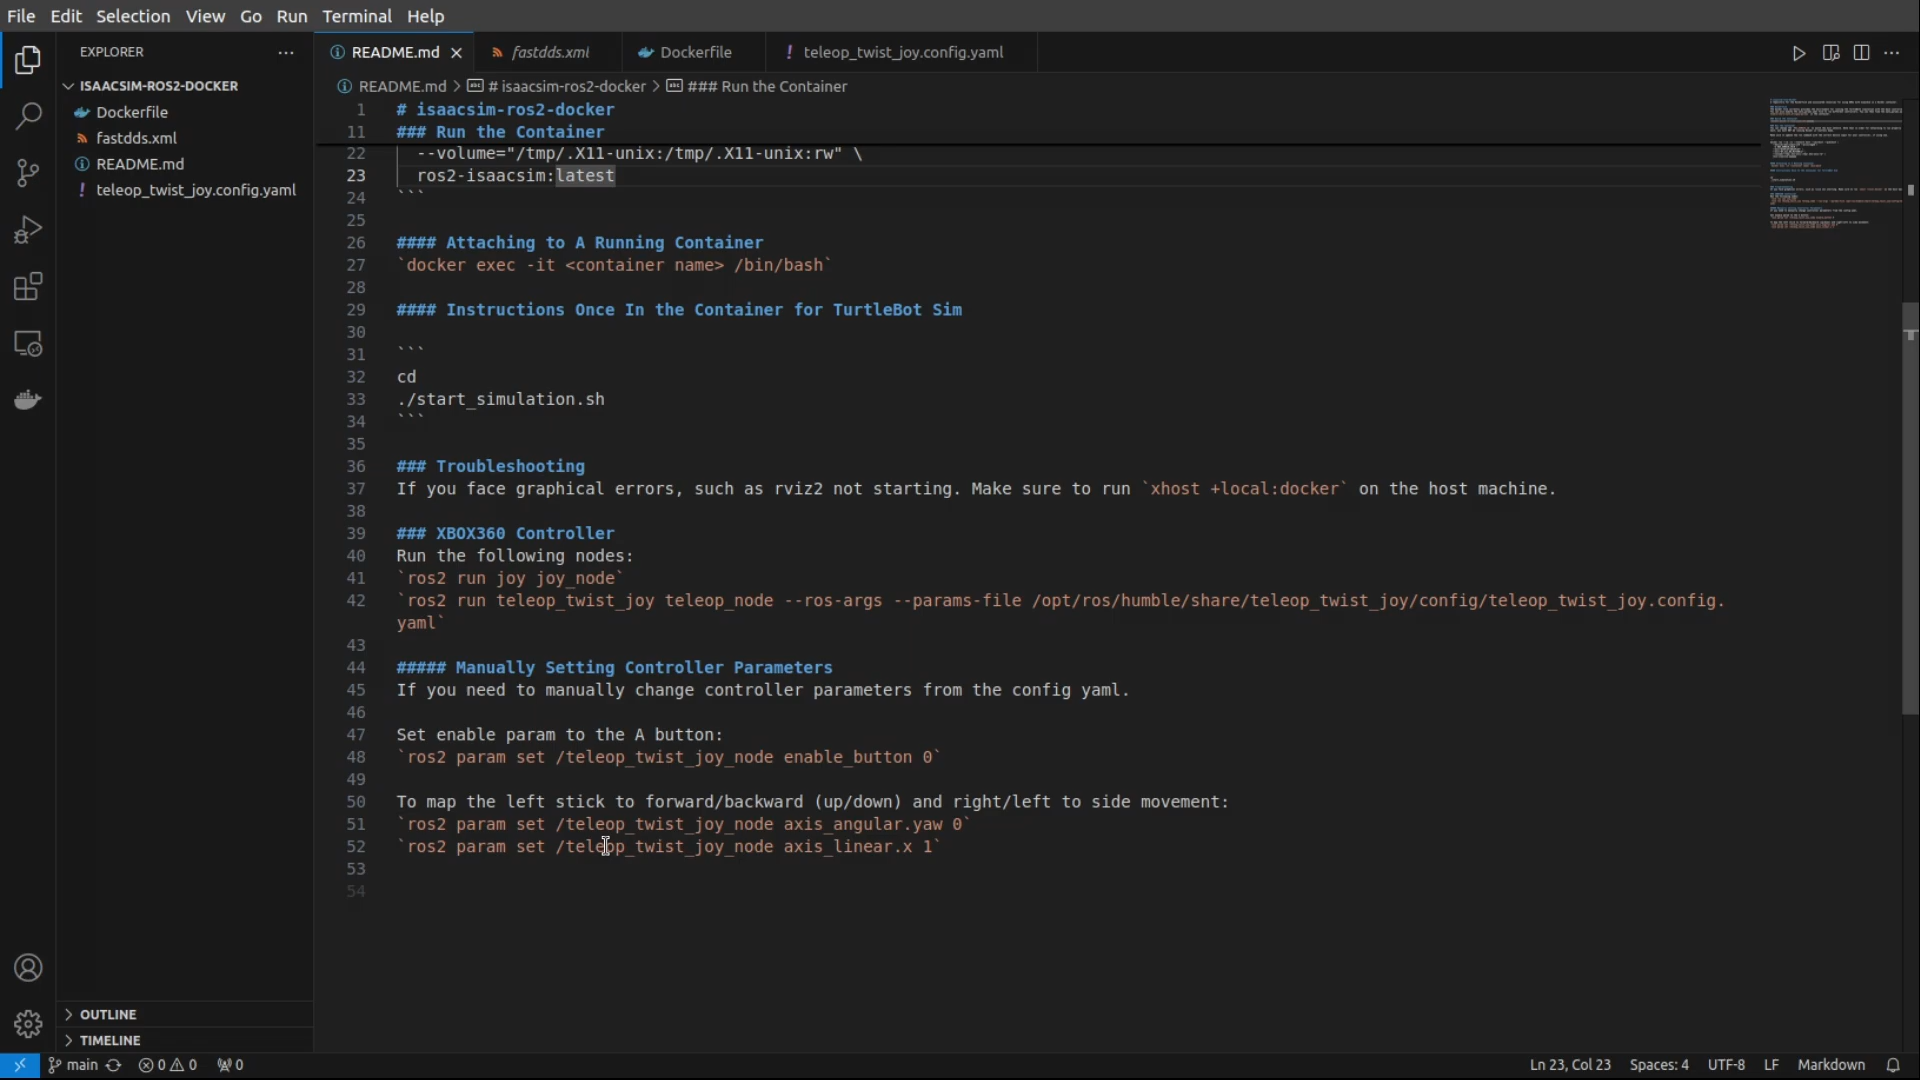 File Edit Selection View Go Run Terminal Help
EXPLORER
ISAACSIM-ROS2-DOCKER
Dockerfile
fastdds.xml
README.md
teleop_twist_joy.config.yaml
OUTLINE
TIMELINE
README.md fastdds.xml Dockerfile teleop_twist_joy.config.yaml
README.md > # isaacsim-ros2-docker > ### Run the Container
1 # isaacsim-ros2-docker
11 ### Run the Container
22 --volume="/tmp/.X11-unix:/tmp/.X11-unix:rw" \
23 ros2-isaacsim:latest
24 ```
25
26 #### Attaching to A Running Container
27 `docker exec -it <container name> /bin/bash`
28
29 #### Instructions Once In the Container for TurtleBot Sim
30
31 ```
32 cd
33 ./start_simulation.sh
34 ```
35
36 ### Troubleshooting
37 If you face graphical errors, such as rviz2 not starting. Make sure to run `xhost +local:docker` on the host machine.
38
39 ### XBOX360 Controller
40 Run the following nodes:
41 `ros2 run joy joy_node`
42 `ros2 run teleop_twist_joy teleop_node --ros-args --params-file /opt/ros/humble/share/teleop_twist_joy/config/teleop_twist_joy.config.
yaml`
43
44 ##### Manually Setting Controller Parameters
45 If you need to manually change controller parameters from the config yaml.
46
47 Set enable param to the A button:
48 `ros2 param set /teleop_twist_joy_node enable_button 0`
49
50 To map the left stick to forward/backward (up/down) and right/left to side movement:
51 `ros2 param set /teleop_twist_joy_node axis_angular.yaw 0`
52 `ros2 param set /teleop_twist_joy_node axis_linear.x 1`
53
54
main 0 0 0 Ln 23, Col 23 Spaces: 4 UTF-8 LF Markdown